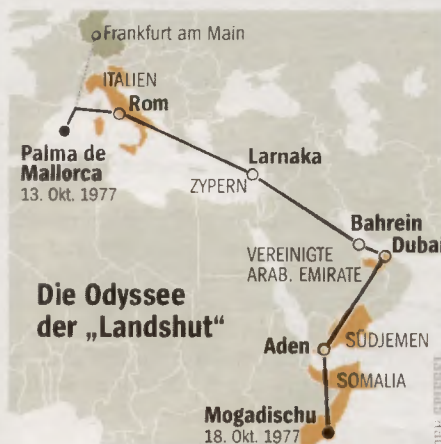 Frankfurt am Main
ITALIEN
Rom
Palma de
Mallorca
13. Okt. 1977
Larnaka
ZYPERN
Bahrein
Dubai
VEREINIGTE
ARAB. EMIRATE
Die Odyssee
der „Landshut“
Aden
SÜDJEMEN
SOMALIA
Mogadischu
18. Okt. 1977